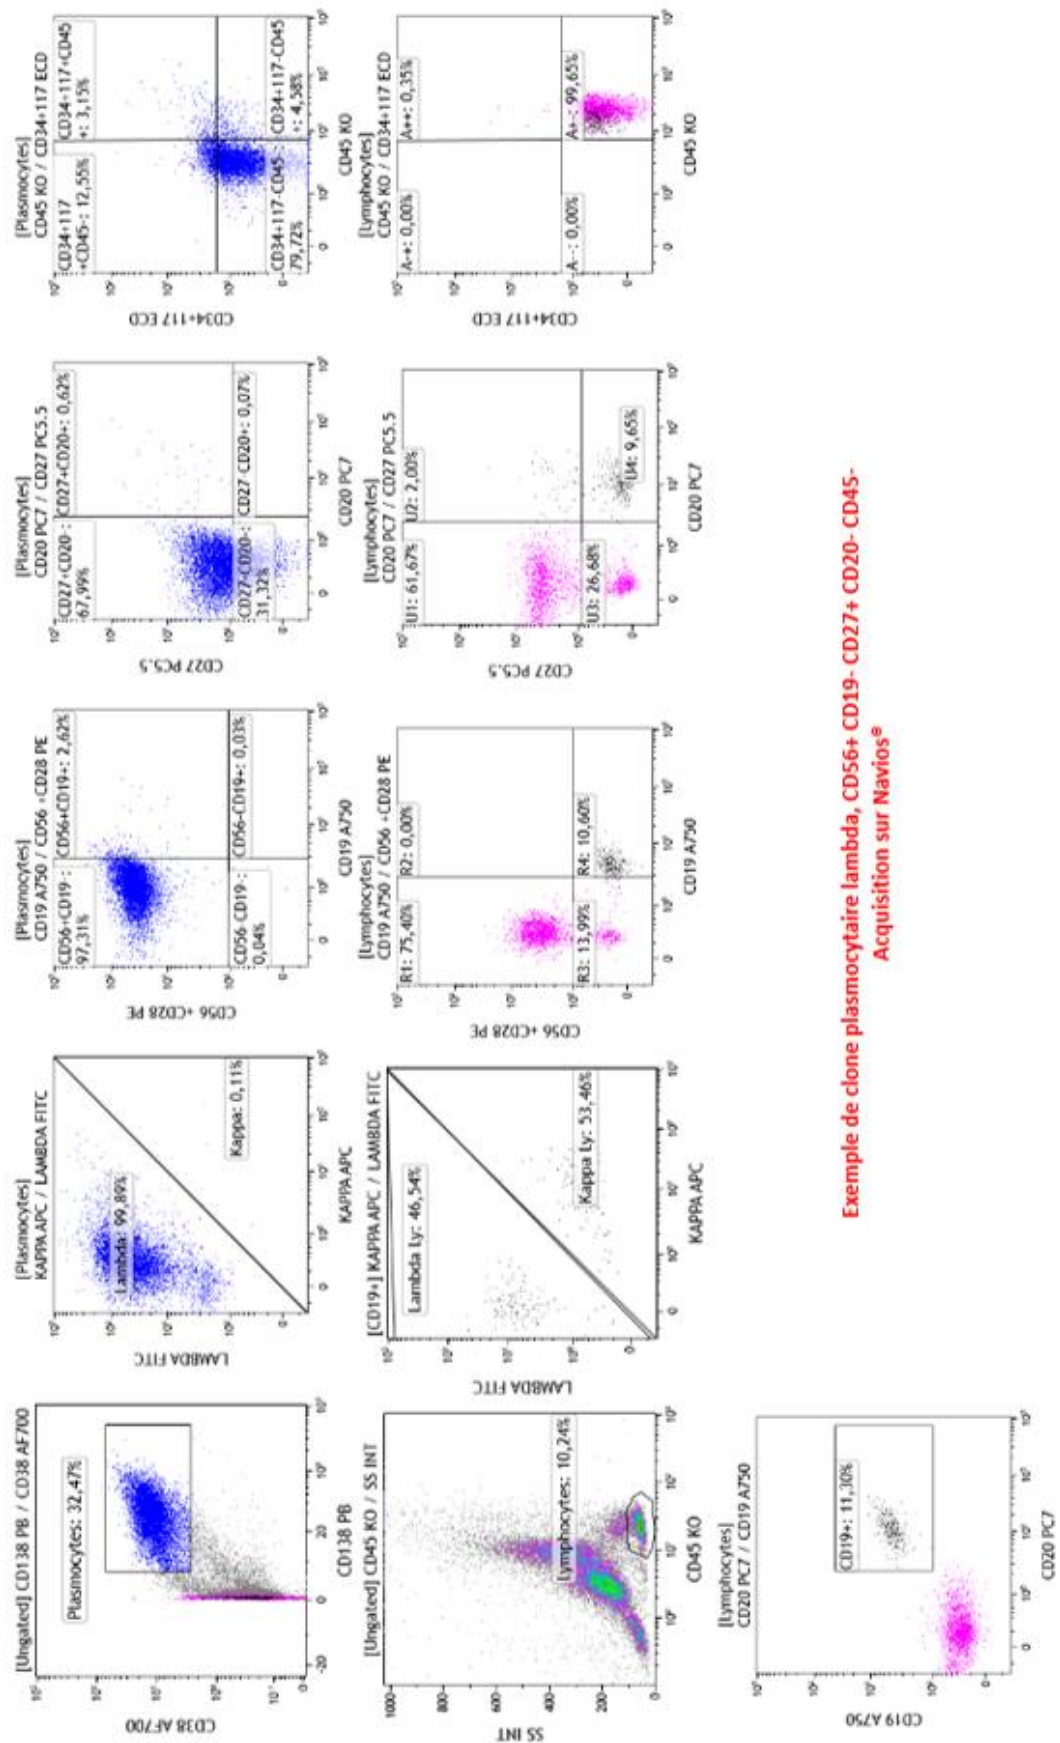 [Ungated] CD138 PB / CD38 AF700
Plasmocytes: 32,47%
CD38 AF700
CD138 PB
[Plasmocytes]
KAPPA APC / LAMBDA FITC
Lambda: 99,89%
Kappa: 0,11%
LAMBDA FITC
KAPPA APC
[Plasmocytes]
CD19 A750 / CD56 +CD28 PE
CD56+CD19-:
97,31%
CD56+CD19+: 2,62%
CD56-CD19-:
0,04%
CD56-CD19+: 0,03%
CD56 +CD28 PE
CD19 A750
[Plasmocytes]
CD20 PC7 / CD27 PC5.5
CD27+CD20-:
67,99%
CD27+CD20+: 0,62%
CD27-CD20-:
31,32%
CD27-CD20+: 0,07%
CD27 PC5.5
CD20 PC7
[Plasmocytes]
CD45 KO / CD34+117 ECD
CD34+117
+CD45-: 12,55%
CD34+117+CD45
+: 3,15%
CD34+117-CD45-:
79,72%
CD34+117-CD45
+: 4,58%
CD34+117 ECD
CD45 KO
[Ungated] CD45 KO / SS INT
1000
800
600
400
200
0
Lymphocytes: 10,24%
SS INT
CD45 KO
[CD19+] KAPPA APC / LAMBDA FITC
Lambda Ly: 46,54%
Kappa Ly: 53,46%
LAMBDA FITC
KAPPA APC
[Lymphocytes]
CD19 A750 / CD56 +CD28 PE
R1: 75,40%
R2: 0,00%
R3: 13,99%
R4: 10,60%
CD56 +CD28 PE
CD19 A750
[Lymphocytes]
CD20 PC7 / CD27 PC5.5
U1: 61,67%
U2: 2,00%
U3: 26,68%
U4: 9,65%
CD27 PC5.5
CD20 PC7
[Lymphocytes]
CD45 KO / CD34+117 ECD
A-+: 0,00%
A++: 0,35%
A--: 0,00%
A+-: 99,65%
CD34+117 ECD
CD45 KO
[Lymphocytes]
CD20 PC7 / CD19 A750
CD19+: 11,30%
CD19 A750
CD20 PC7
Exemple de clone plasmocytaire lambda, CD56+ CD19- CD27+ CD20- CD45-
Acquisition sur Navios®